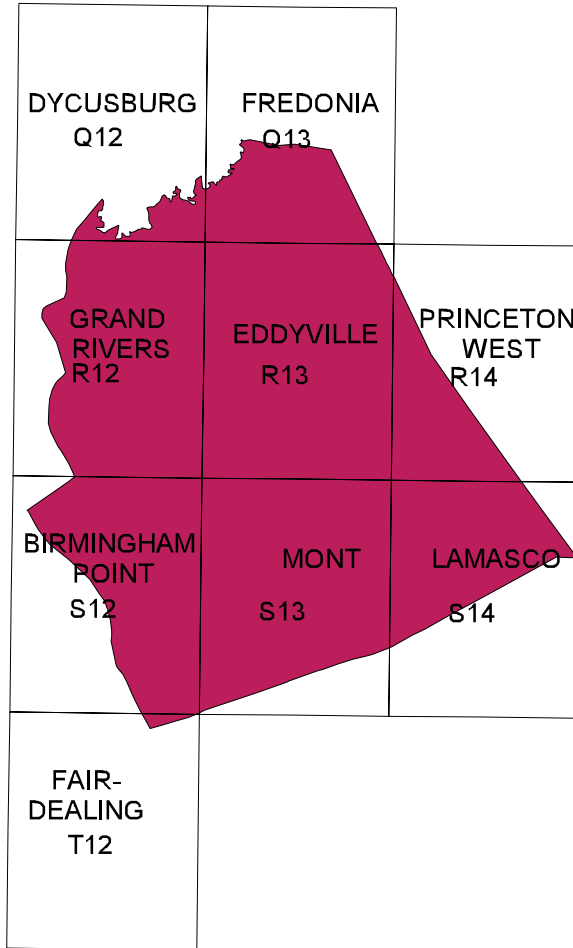 DYCUSBURG
Q12
FREDONIA
Q13
GRAND
RIVERS
R12
EDDYVILLE
R13
PRINCETON
WEST
R14
BIRMINGHAM
POINT
S12
MONT
S13
LAMASCO
S14
FAIR-
DEALING
T12